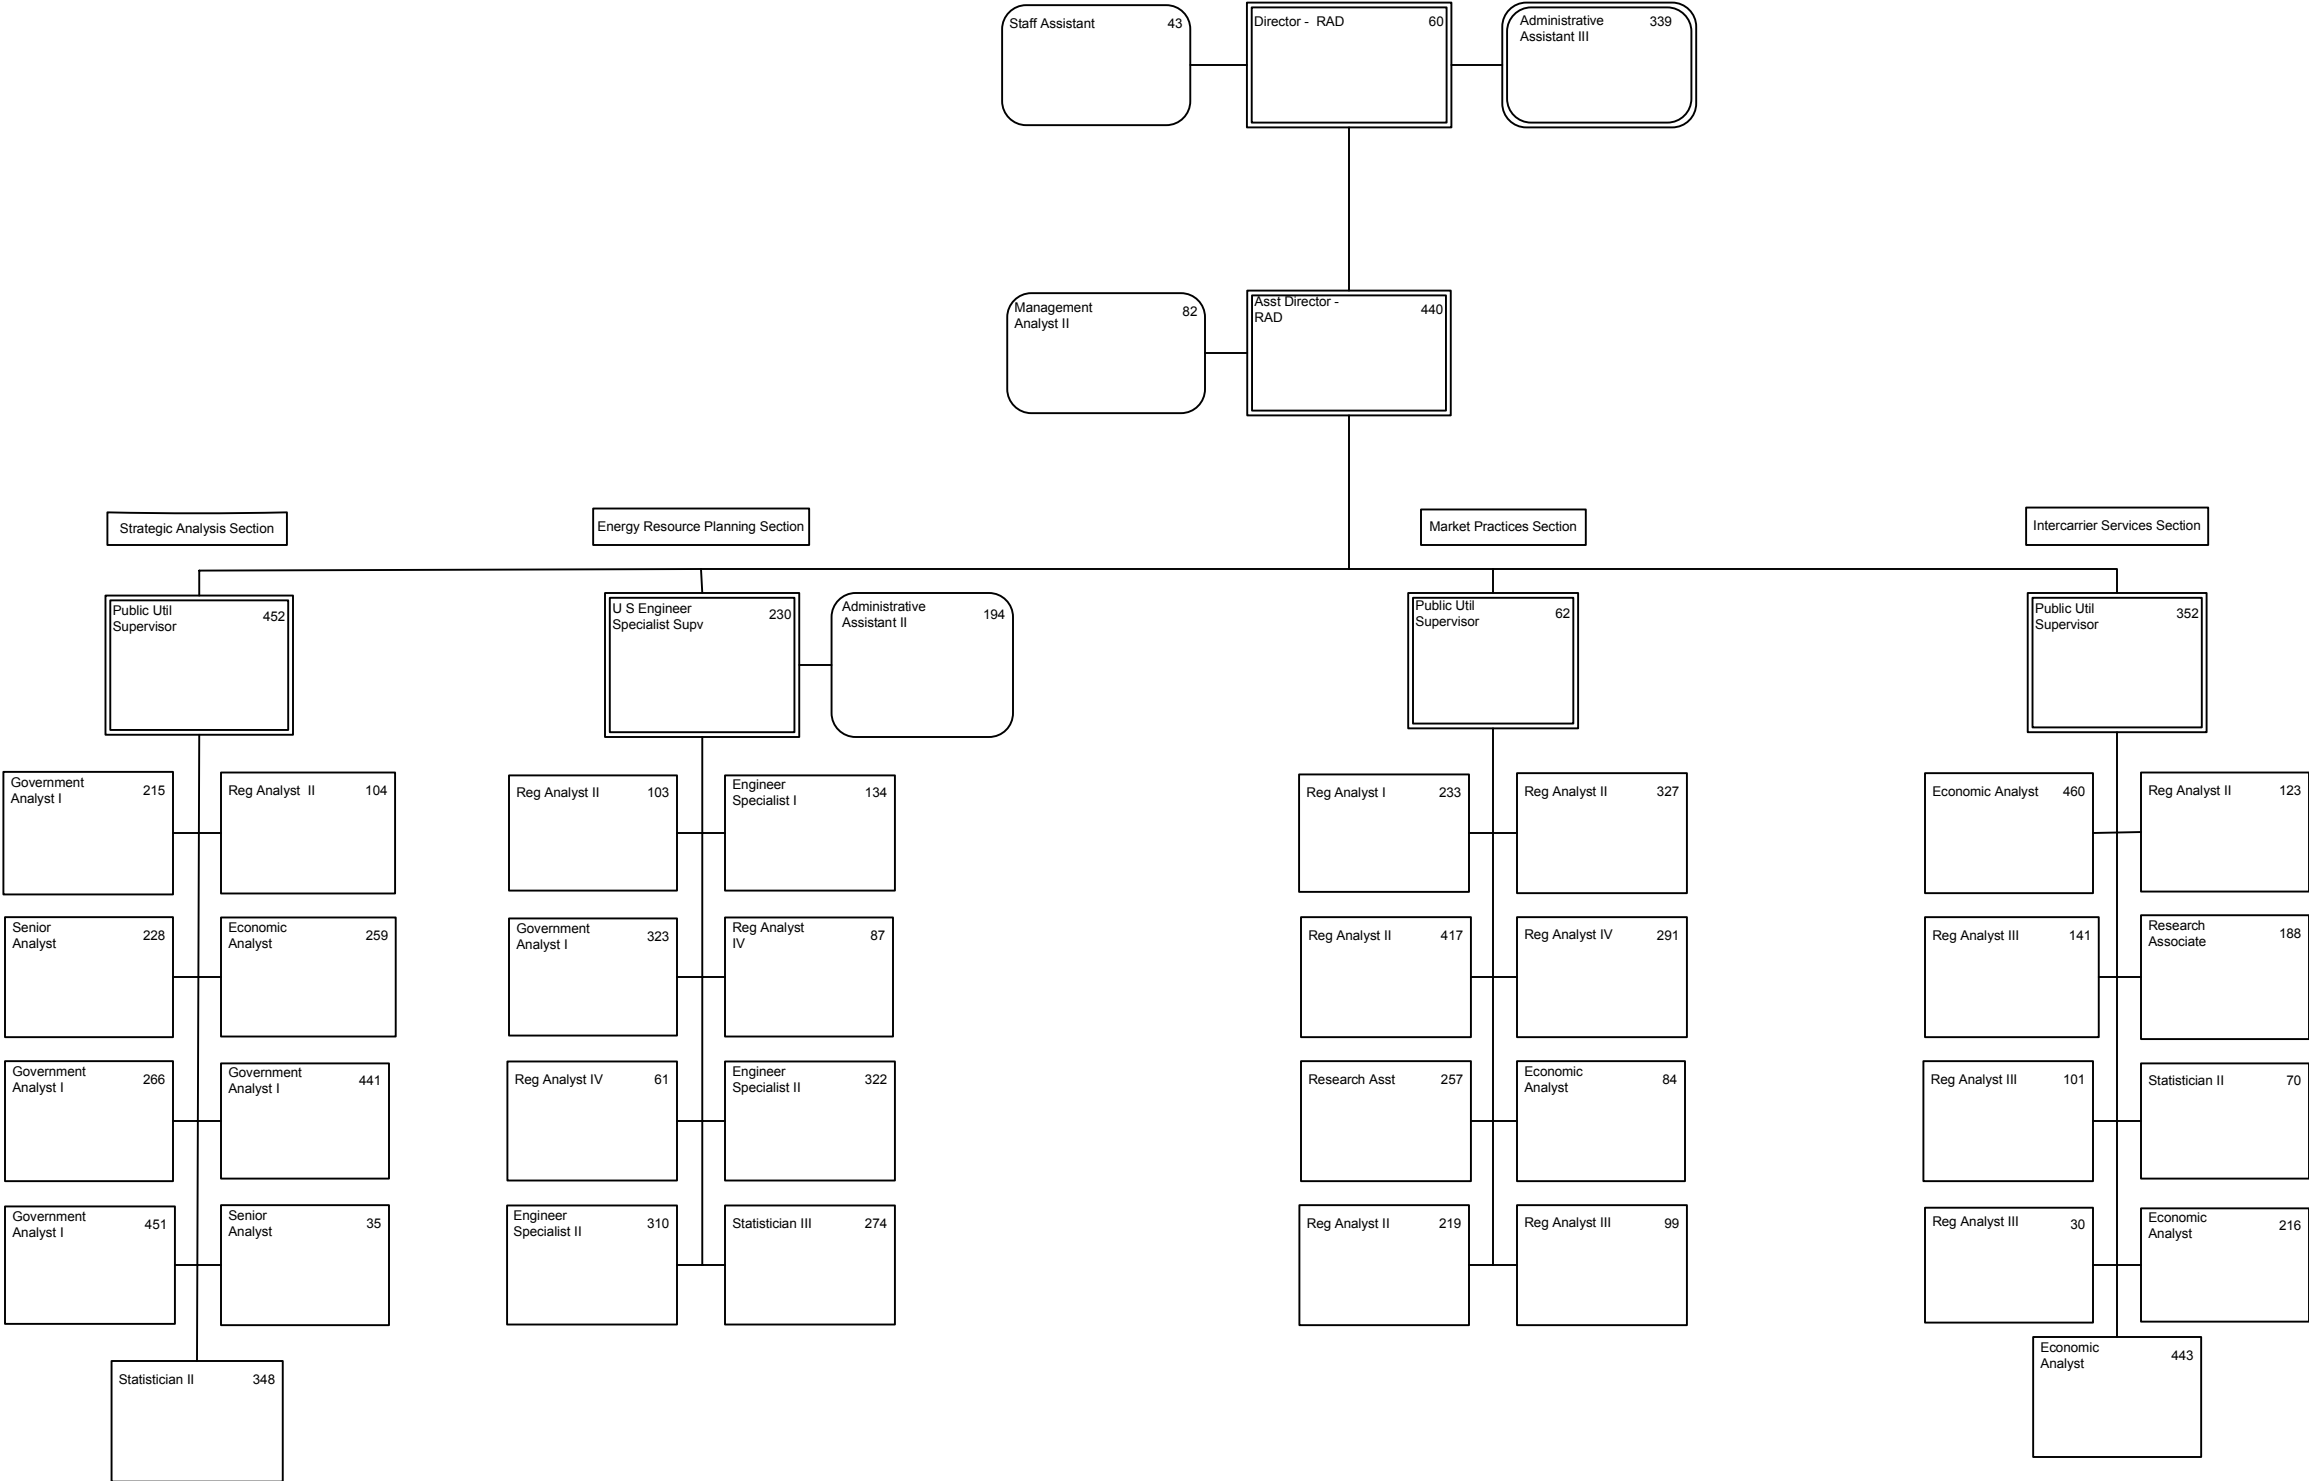 Staff Assistant 43
Director - RAD 60
Administrative 339
Assistant III
Management 82
Analyst II
Asst Director - 440
RAD
Strategic Analysis Section
Energy Resource Planning Section
Market Practices Section
Intercarrier Services Section
Public Util 452
Supervisor
U S Engineer 230
Specialist Supv
Administrative 194
Assistant II
Public Util 62
Supervisor
Public Util 352
Supervisor
Government 215
Analyst I
Reg Analyst II 104
Reg Analyst II 103
Engineer 134
Specialist I
Reg Analyst I 233
Reg Analyst II 327
Economic Analyst 460
Reg Analyst II 123
Senior 228
Analyst
Economic 259
Analyst
Government 323
Analyst I
Reg Analyst 87
IV
Reg Analyst II 417
Reg Analyst IV 291
Reg Analyst III 141
Research 188
Associate
Government 266
Analyst I
Government 441
Analyst I
Reg Analyst IV 61
Engineer 322
Specialist II
Research Asst 257
Economic 84
Analyst
Reg Analyst III 101
Statistician II 70
Government 451
Analyst I
Senior 35
Analyst
Engineer 310
Specialist II
Statistician III 274
Reg Analyst II 219
Reg Analyst III 99
Reg Analyst III 30
Economic 216
Analyst
Statistician II 348
Economic 443
Analyst